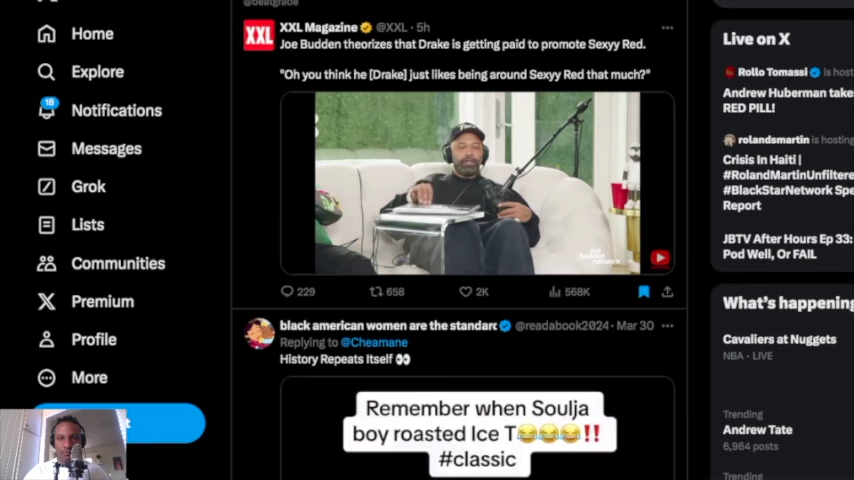 @beatgrade
Home
Explore
18
Notifications
Messages
Grok
Lists
Communities
Premium
Profile
More
XXL
XXL Magazine @XXL · 5h
Joe Budden theorizes that Drake is getting paid to promote Sexyy Red.
"Oh you think he [Drake] just likes being around Sexyy Red that much?"
Joe
Budden
network
229 658 2K 568K
black american women are the standard @readabook2024 · Mar 30
Replying to @Cheamane
History Repeats Itself 👀
Remember when Soulja
boy roasted Ice T😂😂😂‼️
#classic
Live on X
Rollo Tomassi is host
Andrew Huberman take
RED PILL!
rolandsmartin is hosting
Crisis In Haiti |
#RolandMartinUnfiltere
#BlackStarNetwork Spe
Report
JBTV After Hours Ep 33:
Pod Well, Or FAIL
What's happening
Cavaliers at Nuggets
NBA · LIVE
Trending
Andrew Tate
6,964 posts
Trending